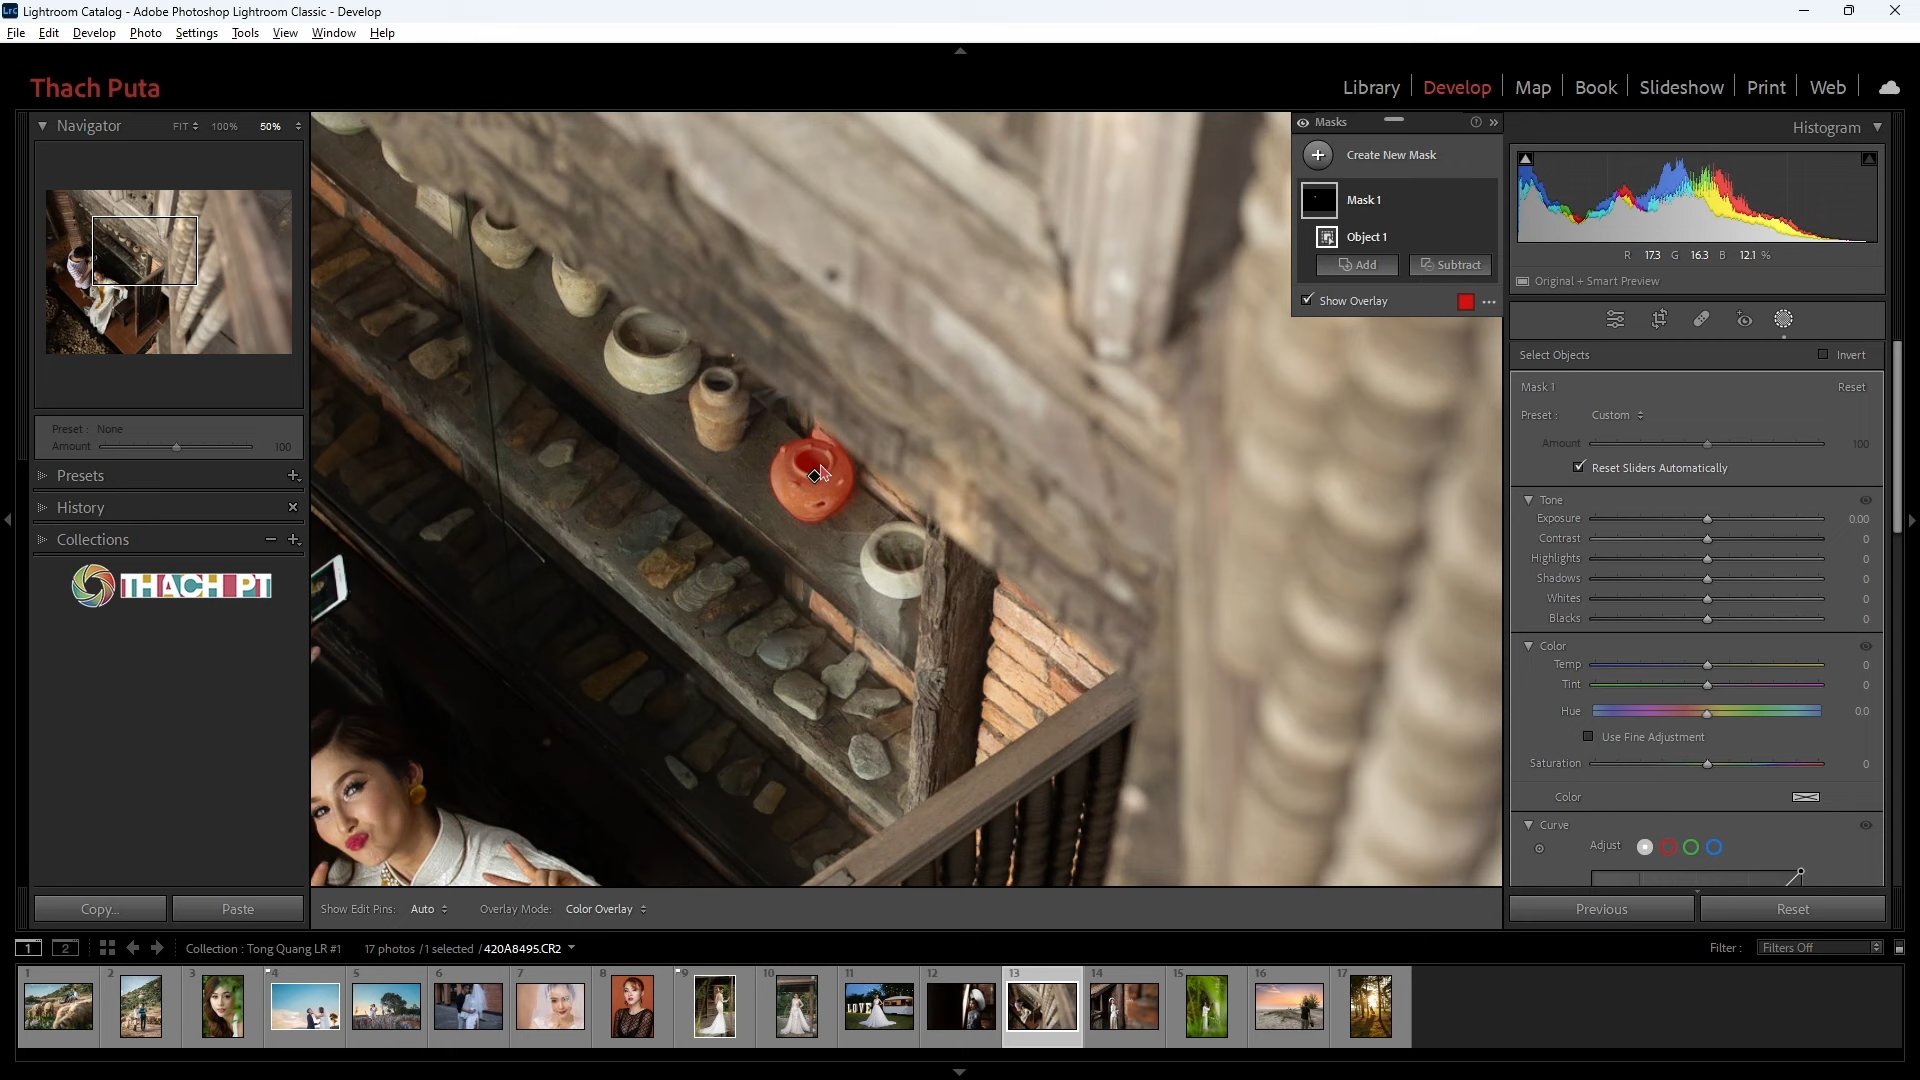 Lightroom Catalog - Adobe Photoshop Lightroom Classic - Develop
File Edit Develop Photo Settings Tools View Window Help
Thach Puta
Library Develop Map Book Slideshow Print Web
Navigator FIT 100% 50%
Preset : None
Amount 100
Presets
History
Collections
THACH PT
Copy... Paste
Masks
Create New Mask
Mask 1
Object 1
Add Subtract
Show Overlay
Histogram
R 17.3 G 16.3 B 12.1 %
Original + Smart Preview
Select Objects Invert
Mask 1 Reset
Preset : Custom
Amount 100
Reset Sliders Automatically
Tone
Exposure 0.00
Contrast 0
Highlights 0
Shadows 0
Whites 0
Blacks 0
Color
Temp 0
Tint 0
Hue 0.0
Use Fine Adjustment
Saturation 0
Color
Curve
Adjust
Previous Reset
Show Edit Pins: Auto Overlay Mode: Color Overlay
1 2 Collection : Tong Quang LR #1 17 photos / 1 selected / 420A8495.CR2 Filter : Filters Off
1 2 3 4 5 6 7 8 9 10 11 12 13 14 15 16 17
LOVE